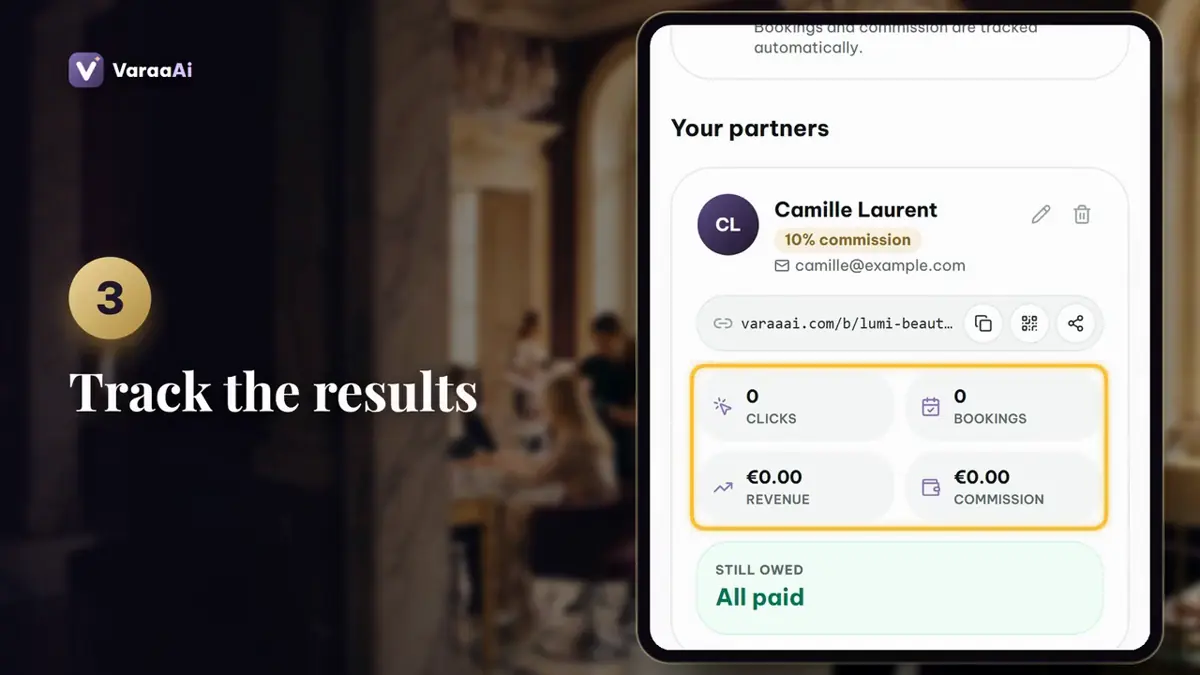 VaraaAi
3
Track the results
Bookings and commission are tracked
automatically.
Your partners
CL
Camille Laurent
10% commission
camille@example.com
varaaai.com/b/lumi-beaut…
0
CLICKS
0
BOOKINGS
€0.00
REVENUE
€0.00
COMMISSION
STILL OWED
All paid